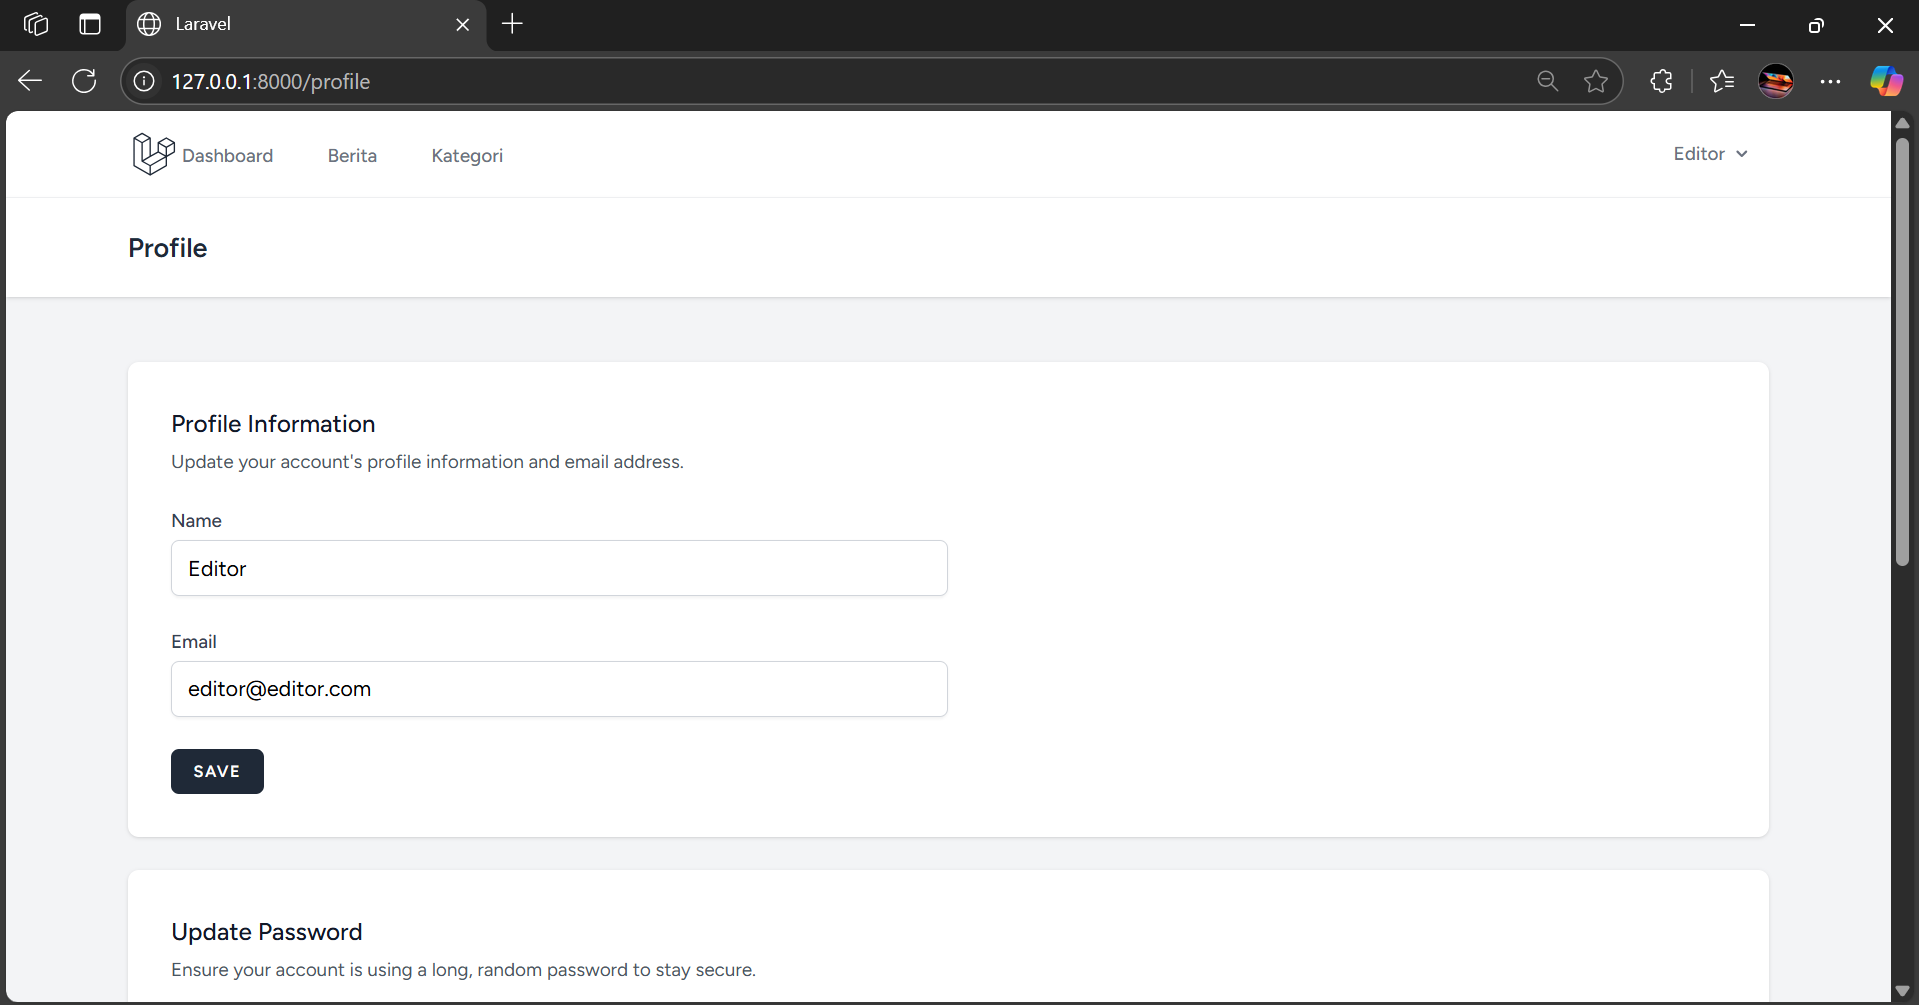 Laravel
127.0.0.1:8000/profile
Dashboard Berita Kategori Editor
Profile
Profile Information
Update your account's profile information and email address.
Name
Editor
Email
editor@editor.com
SAVE
Update Password
Ensure your account is using a long, random password to stay secure.